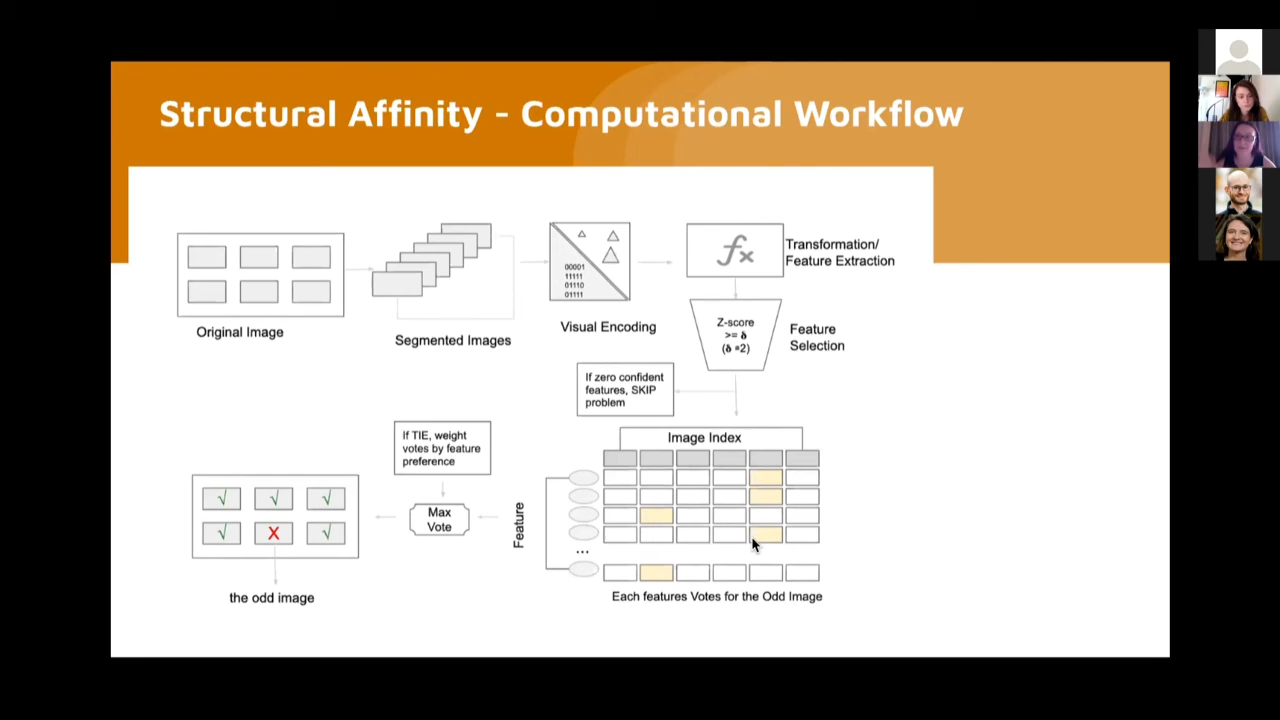 Structural Affinity - Computational Workflow
Original Image
Segmented Images
00001
11111
01110
01111
Visual Encoding
fx
Transformation/
Feature Extraction
Z-score
>= δ
(δ =2)
Feature
Selection
If zero confident
features, SKIP
problem
Image Index
Feature
...
Each features Votes for the Odd Image
If TIE, weight
votes by feature
preference
Max
Vote
√ √ √
√ X √
the odd image